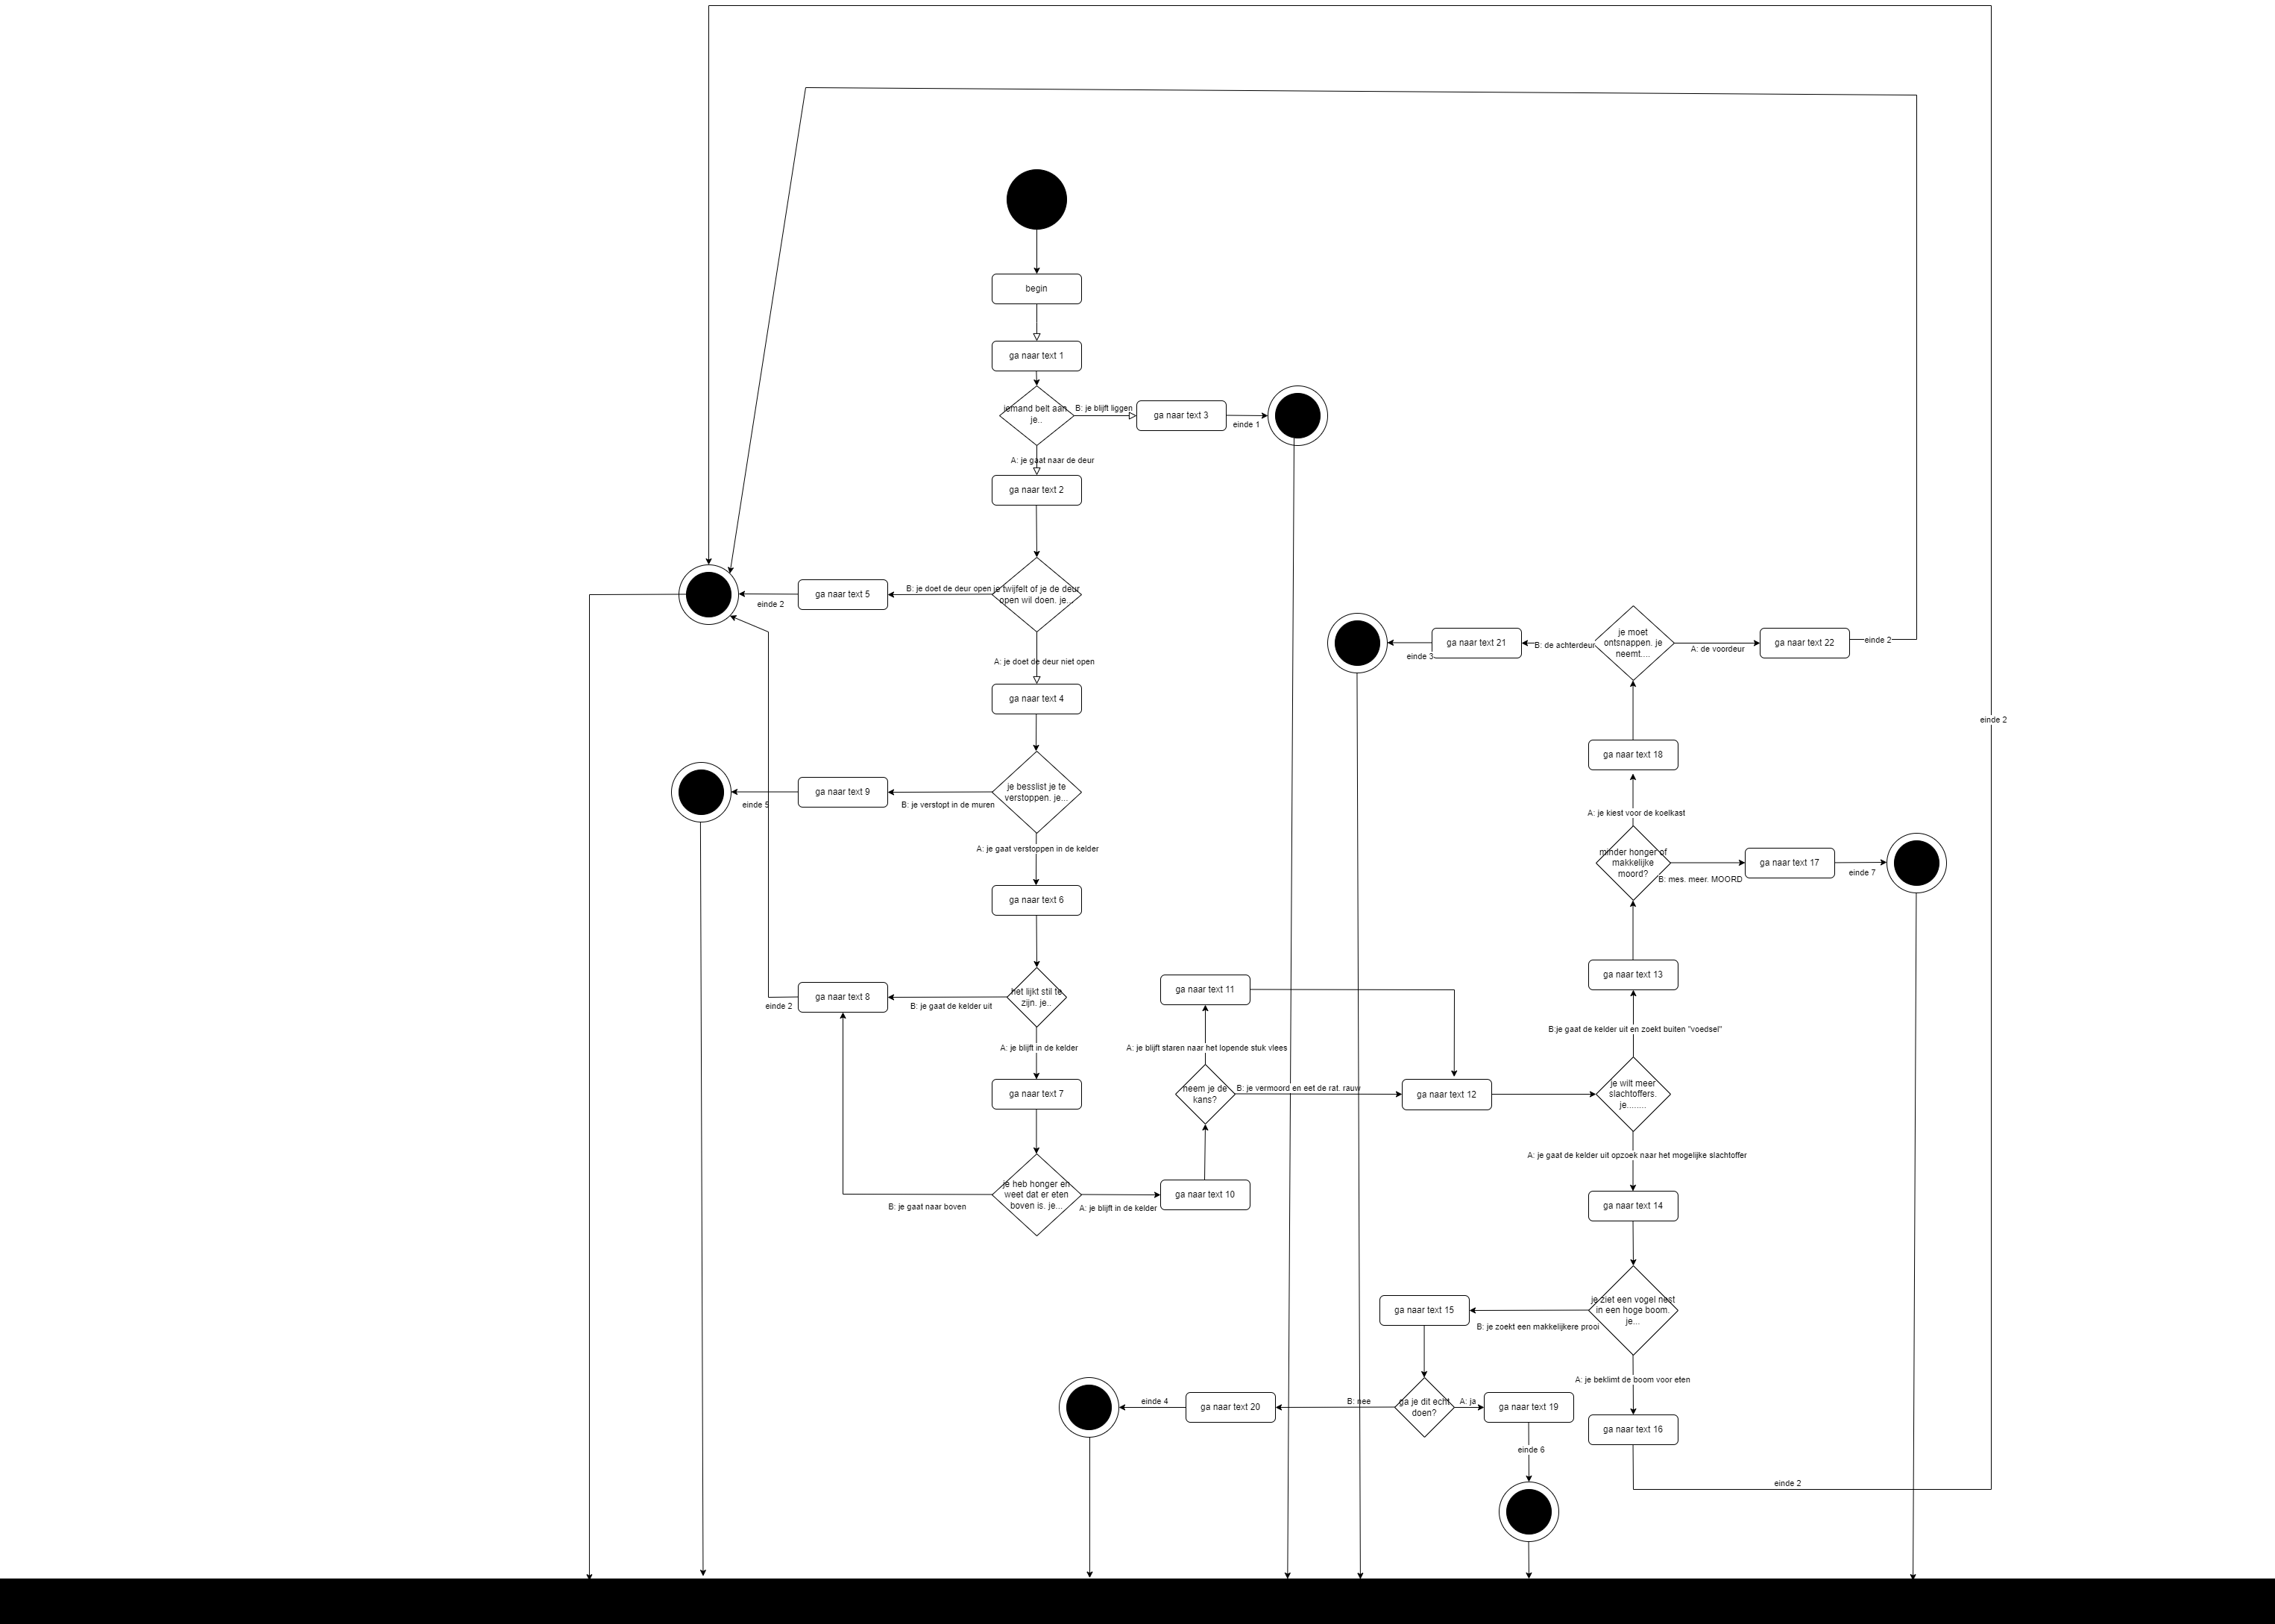 begin
ga naar text 1
iemand belt aan.
je..
B: je blijft liggen
ga naar text 3
einde 1
A: je gaat naar de deur
ga naar text 2
je twijfelt of je de deur
open wil doen. je...
B: je doet de deur open
ga naar text 5
einde 2
A: je doet de deur niet open
ga naar text 4
je besslist je te
verstoppen. je...
B: je verstopt in de muren
ga naar text 9
einde 5
A: je gaat verstoppen in de kelder
ga naar text 6
het lijkt stil te
zijn. je..
B: je gaat de kelder uit
ga naar text 8
einde 2
A: je blijft in de kelder
ga naar text 7
je heb honger en
weet dat er eten
boven is. je...
B: je gaat naar boven
A: je blijft in de kelder
ga naar text 10
neem je de
kans?
A: je blijft staren naar het lopende stuk vlees
ga naar text 11
B: je vermoord en eet de rat. rauw
ga naar text 12
je wilt meer
slachtoffers.
je........
B:je gaat de kelder uit en zoekt buiten "voedsel"
ga naar text 13
minder honger of
makkelijke
moord?
B: mes. meer. MOORD
ga naar text 17
einde 7
A: je kiest voor de koelkast
ga naar text 18
je moet
ontsnappen. je
neemt....
B: de achterdeur
ga naar text 21
einde 3
A: de voordeur
ga naar text 22
einde 2
einde 2
A: je gaat de kelder uit opzoek naar het mogelijke slachtoffer
ga naar text 14
je ziet een vogel nest
in een hoge boom.
je...
B: je zoekt een makkelijkere prooi
ga naar text 15
ga je dit echt
doen?
B: nee
ga naar text 20
einde 4
A: ja
ga naar text 19
einde 6
A: je beklimt de boom voor eten
ga naar text 16
einde 2